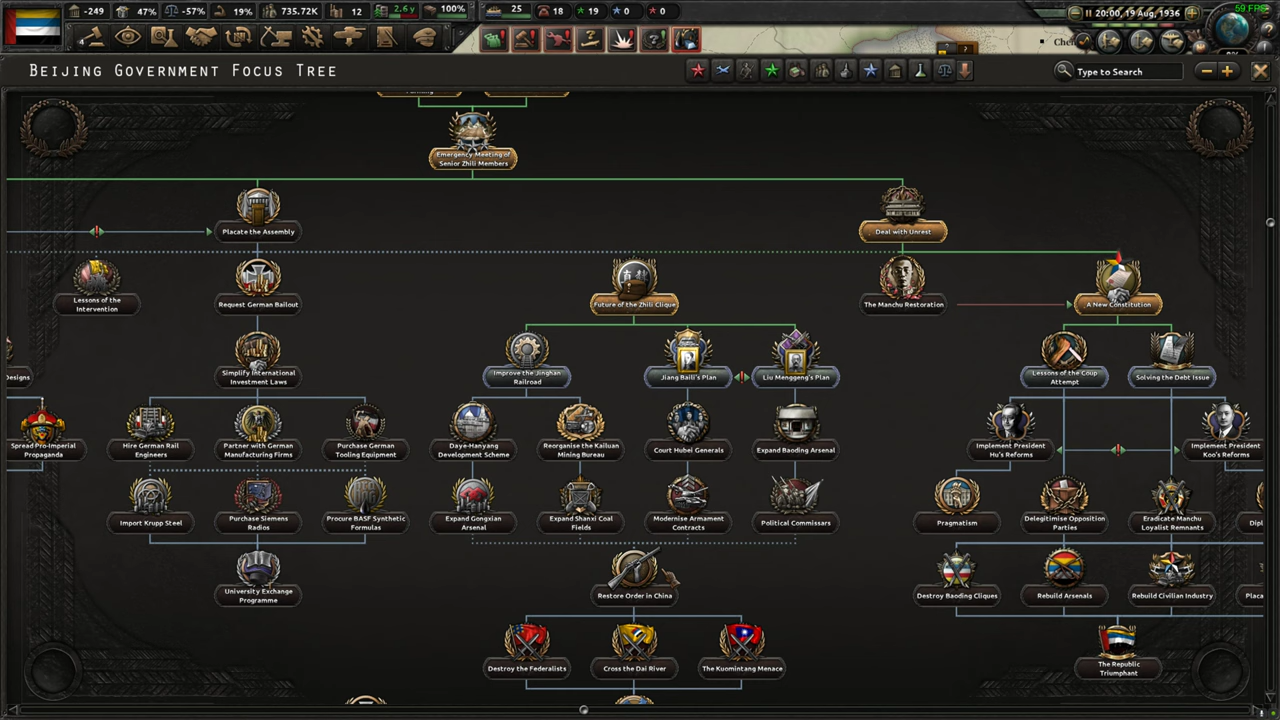 -249
47%
-57%
19%
735.72K
12
2.6 y
100%
25
18
19
0
0
20:00, 19 Aug, 1936
59 FPS
4
?
Che
BEIJING GOVERNMENT FOCUS TREE
Type to Search
Emergency Meeting of
Senior Zhili Members
Placate the Assembly
Deal with Unrest
Lessons of the
Intervention
Request German Bailout
Future of the Zhili Clique
The Manchu Restoration
A New Constitution
Designs
Simplify International
Investment Laws
Improve the Jinghan
Railroad
Jiang Baili's Plan
Liu Menggeng's Plan
Lessons of the Coup
Attempt
Solving the Debt Issue
Spread Pro-Imperial
Propaganda
Hire German Rail
Engineers
Partner with German
Manufacturing Firms
Purchase German
Tooling Equipment
Daye-Hanyang
Development Scheme
Reorganise the Kailuan
Mining Bureau
Court Hubei Generals
Expand Baoding Arsenal
Implement President
Hu's Reforms
Implement President
Koo's Reforms
Import Krupp Steel
Purchase Siemens
Radios
Procure BASF Synthetic
Formulas
Expand Gongxian
Arsenal
Expand Shanxi Coal
Fields
Modernise Armament
Contracts
Political Commissars
Pragmatism
Delegitimise Opposition
Parties
Eradicate Manchu
Loyalist Remnants
Dipl
University Exchange
Programme
Restore Order in China
Destroy Baoding Cliques
Rebuild Arsenals
Rebuild Civilian Industry
Placa
Destroy the Federalists
Cross the Dai River
The Kuomintang Menace
The Republic
Triumphant